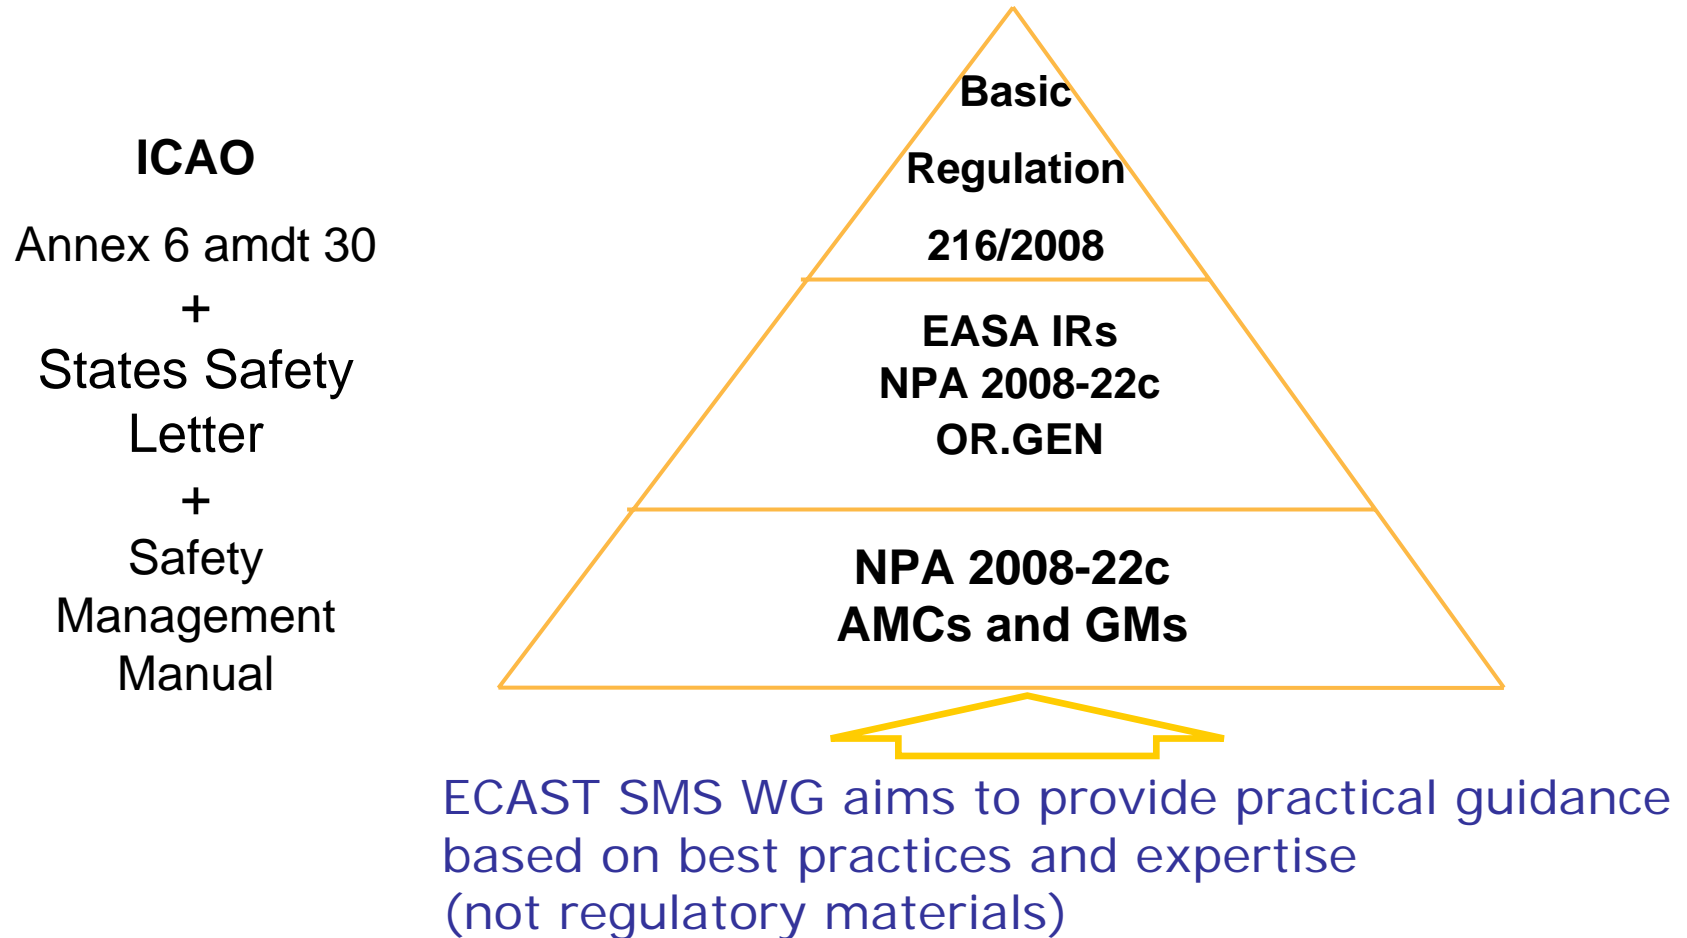 ICAO
Annex 6 amdt 30
+
States Safety
Letter
+
Safety
Management
Manual
Basic
Regulation
216/2008
EASA IRs
NPA 2008-22c
OR.GEN
NPA 2008-22c
AMCs and GMs
ECAST SMS WG aims to provide practical guidance
based on best practices and expertise
(not regulatory materials)